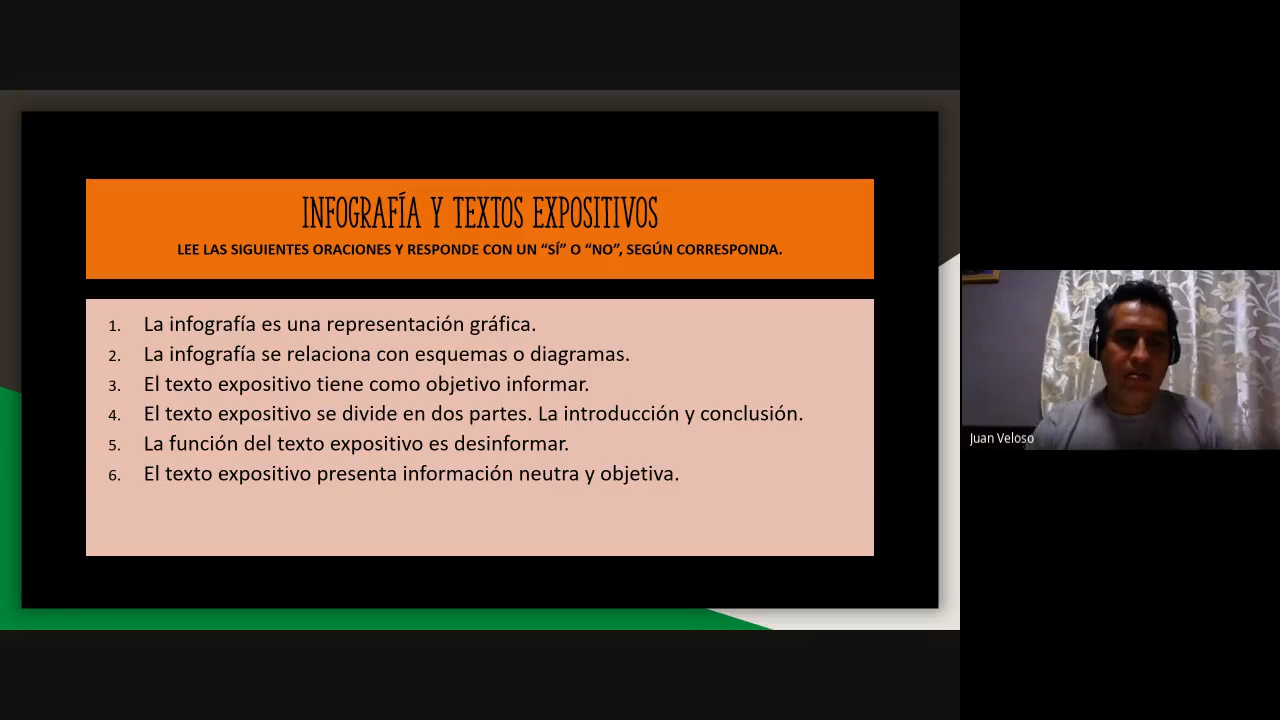 INFOGRAFÍA Y TEXTOS EXPOSITIVOS
LEE LAS SIGUIENTES ORACIONES Y RESPONDE CON UN “SÍ” O “NO”, SEGÚN CORRESPONDA.
1. La infografía es una representación gráfica.
2. La infografía se relaciona con esquemas o diagramas.
3. El texto expositivo tiene como objetivo informar.
4. El texto expositivo se divide en dos partes. La introducción y conclusión.
5. La función del texto expositivo es desinformar.
6. El texto expositivo presenta información neutra y objetiva.
Juan Veloso